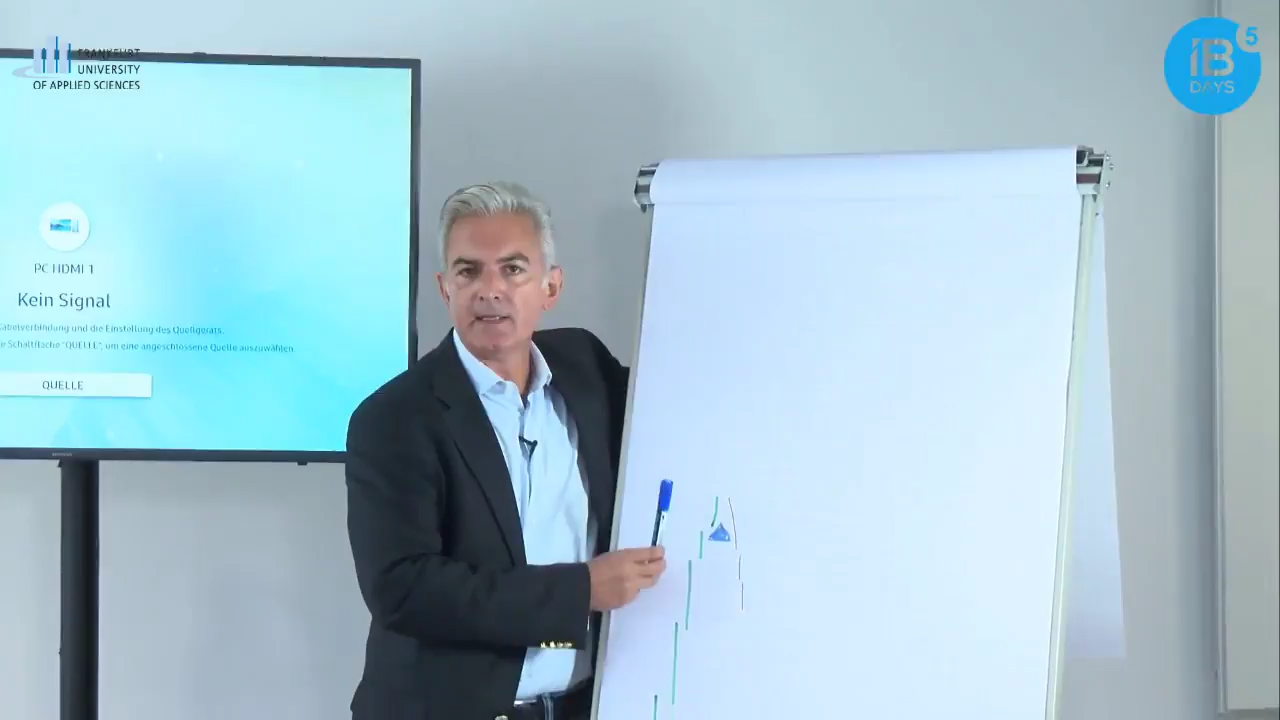 FRANKFURT
UNIVERSITY
OF APPLIED SCIENCES
IB 5
DAYS
PC HDMI 1
Kein Signal
Kabelverbindung und die Einstellung des Quellgeräts.
Schaltfläche "QUELLE", um eine angeschlossene Quelle auszuwählen.
QUELLE